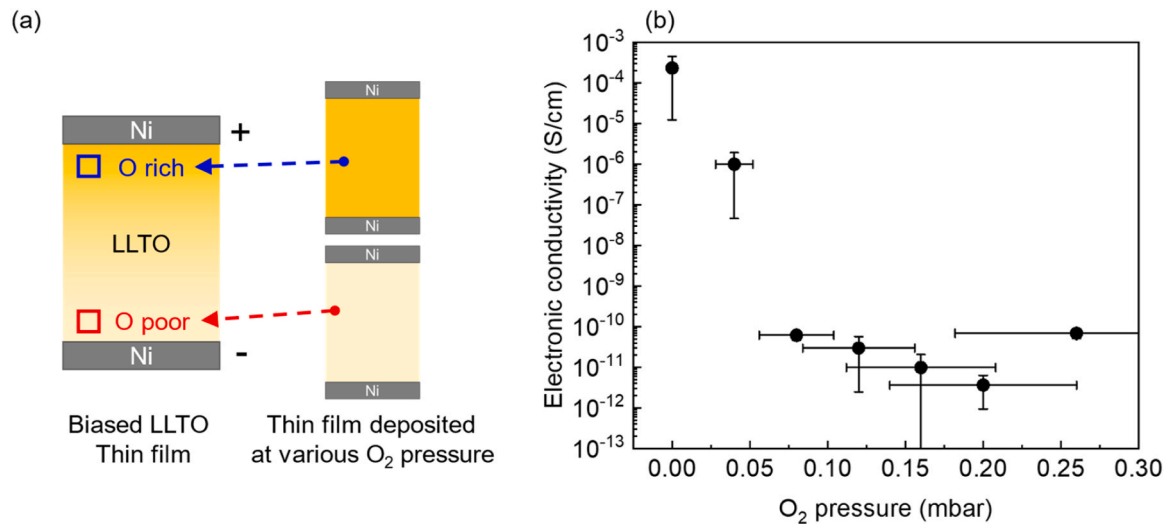 (a)
Ni
+
O rich
LLTO
O poor
Ni
-
Biased LLTO
Thin film
Ni
Ni
Ni
Ni
Thin film deposited
at various O₂ pressure
(b)
Electronic conductivity (S/cm)
10⁻³
10⁻⁴
10⁻⁵
10⁻⁶
10⁻⁷
10⁻⁸
10⁻⁹
10⁻¹⁰
10⁻¹¹
10⁻¹²
10⁻¹³
0.00 0.05 0.10 0.15 0.20 0.25 0.30
O₂ pressure (mbar)